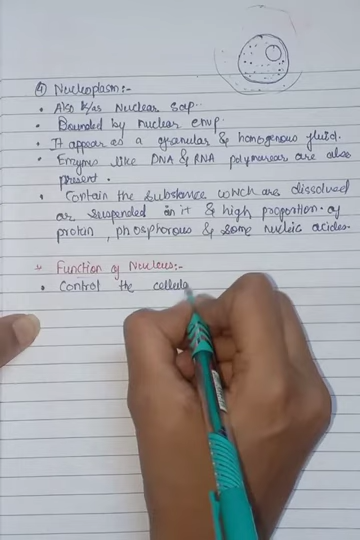 ④ Nucleoplasm:-
• Also k/as Nuclear sap.
• Bounded by nuclear envp.
• It appear as a granular & homogenous fluid.
• Enzymes like DNA & RNA polymerases are also
present.
• Contain the substance which are dissolved
or suspended in it & high proportion of
protein, phosphorous & some nucleic acides.
* Function of Nucleus:-
• Control the cellula